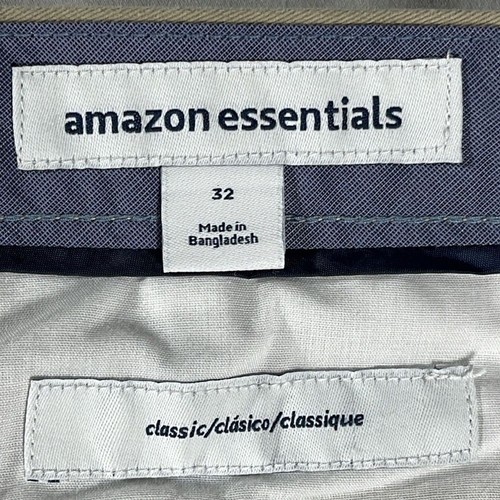 amazon essentials
32
Made in
Bangladesh
classic/clásico/classique